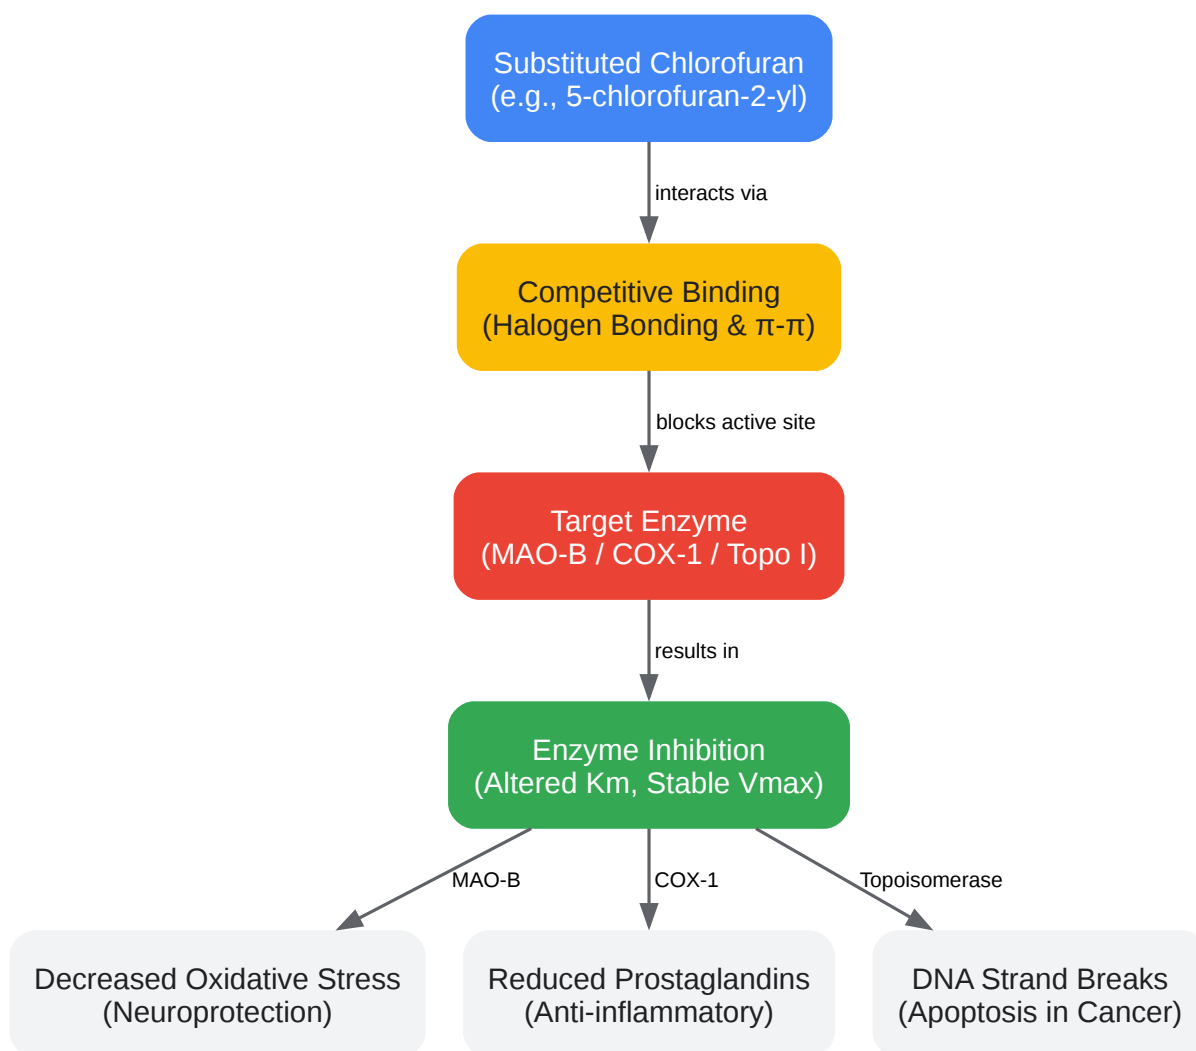 Substituted Chlorofuran
(e.g., 5-chlorofuran-2-yl)
interacts via
Competitive Binding
(Halogen Bonding & π-π)
blocks active site
Target Enzyme
(MAO-B / COX-1 / Topo I)
results in
Enzyme Inhibition
(Altered Km, Stable Vmax)
MAO-B
COX-1
Topoisomerase
Decreased Oxidative Stress
(Neuroprotection)
Reduced Prostaglandins
(Anti-inflammatory)
DNA Strand Breaks
(Apoptosis in Cancer)